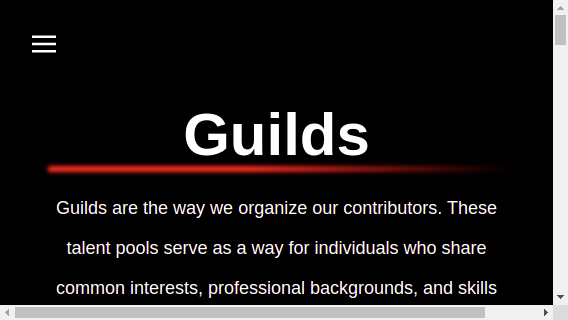 Guilds
Guilds are the way we organize our contributors. These
talent pools serve as a way for individuals who share
common interests, professional backgrounds, and skills